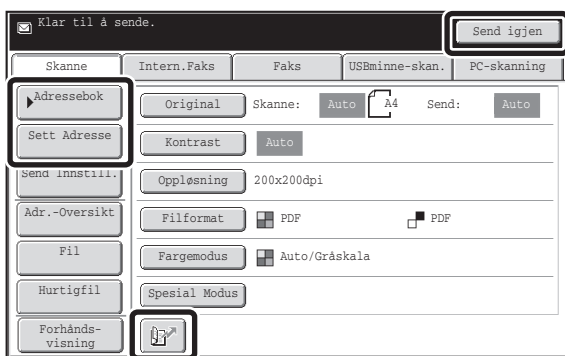 Klar til å sende.
Send igjen
Skanne
Intern.Faks
Faks
USBminne-skan.
PC-skanning
Adressebok
Original
Skanne:
Auto
A4
Send:
Auto
Sett Adresse
Kontrast
Auto
Send Innstill.
Oppløsning
200x200dpi
Adr.-Oversikt
Filformat
PDF
PDF
Fil
Fargemodus
Auto/Gråskala
Hurtigfil
Spesial Modus
Forhånds-
visning